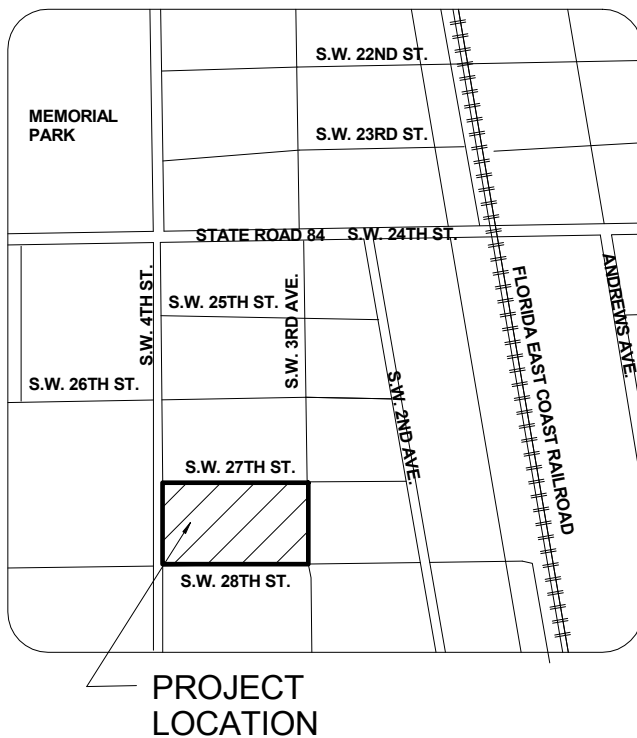 S.W. 22ND ST.
MEMORIAL
PARK
S.W. 23RD ST.
STATE ROAD 84
S.W. 24TH ST.
S.W. 4TH ST.
S.W. 25TH ST.
S.W. 3RD AVE.
FLORIDA EAST COAST RAILROAD
ANDREWS AVE.
S.W. 26TH ST.
S.W. 2ND AVE.
S.W. 27TH ST.
S.W. 28TH ST.
PROJECT
LOCATION